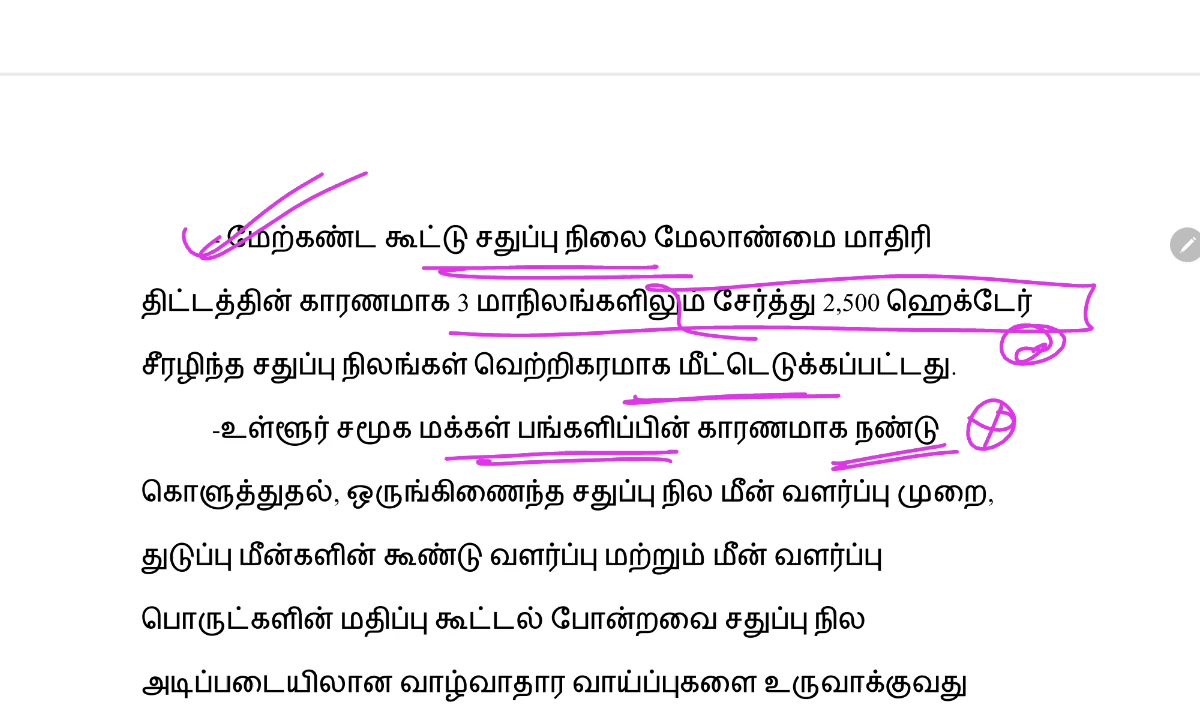 - மேற்கண்ட கூட்டு சதுப்பு நிலை மேலாண்மை மாதிரி
திட்டத்தின் காரணமாக 3 மாநிலங்களிலும் சேர்த்து 2,500 ஹெக்டேர்
சீரழிந்த சதுப்பு நிலங்கள் வெற்றிகரமாக மீட்டெடுக்கப்பட்டது.
-உள்ளூர் சமூக மக்கள் பங்களிப்பின் காரணமாக நண்டு
கொளுத்துதல், ஒருங்கிணைந்த சதுப்பு நில மீன் வளர்ப்பு முறை,
துடுப்பு மீன்களின் கூண்டு வளர்ப்பு மற்றும் மீன் வளர்ப்பு
பொருட்களின் மதிப்பு கூட்டல் போன்றவை சதுப்பு நில
அடிப்படையிலான வாழ்வாதார வாய்ப்புகளை உருவாக்குவது